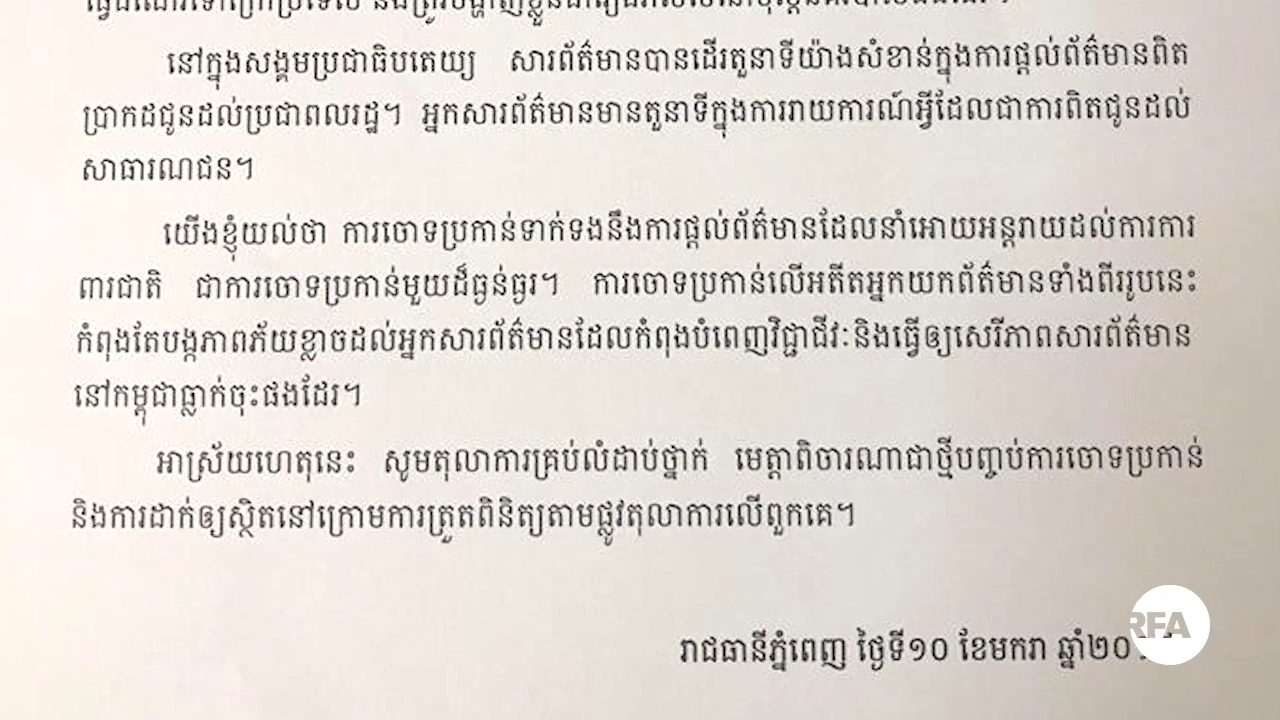 នៅក្នុងសង្គមប្រជាធិបតេយ្យ សារព័ត៌មានបានដើរតួនាទីយ៉ាងសំខាន់ក្នុងការផ្តល់ព័ត៌មានពិត
ប្រាកដជូនដល់ប្រជាពលរដ្ឋ។ អ្នកសារព័ត៌មានមានតួនាទីក្នុងការរាយការណ៍អ្វីដែលជាការពិតជូនដល់
សាធារណជន។
យើងខ្ញុំយល់ថា ការចោទប្រកាន់ទាក់ទងនឹងការផ្តល់ព័ត៌មានដែលនាំអោយអន្តរាយដល់ការការ
ពារជាតិ ជាការចោទប្រកាន់មួយដ៏ធ្ងន់ធ្ងរ។ ការចោទប្រកាន់លើអតីតអ្នកយកព័ត៌មានទាំងពីររូបនេះ
កំពុងតែបង្កភាពភ័យខ្លាចដល់អ្នកសារព័ត៌មានដែលកំពុងបំពេញវិជ្ជាជីវៈនិងធ្វើឲ្យសេរីភាពសារព័ត៌មាន
នៅកម្ពុជាធ្លាក់ចុះផងដែរ។
អាស្រ័យហេតុនេះ សូមតុលាការគ្រប់លំដាប់ថ្នាក់ មេត្តាពិចារណាជាថ្មីបញ្ចប់ការចោទប្រកាន់
និងការដាក់ឲ្យស្ថិតនៅក្រោមការត្រួតពិនិត្យតាមផ្លូវតុលាការលើពួកគេ។
រាជធានីភ្នំពេញ ថ្ងៃទី១០ ខែមករា ឆ្នាំ២០
RFA